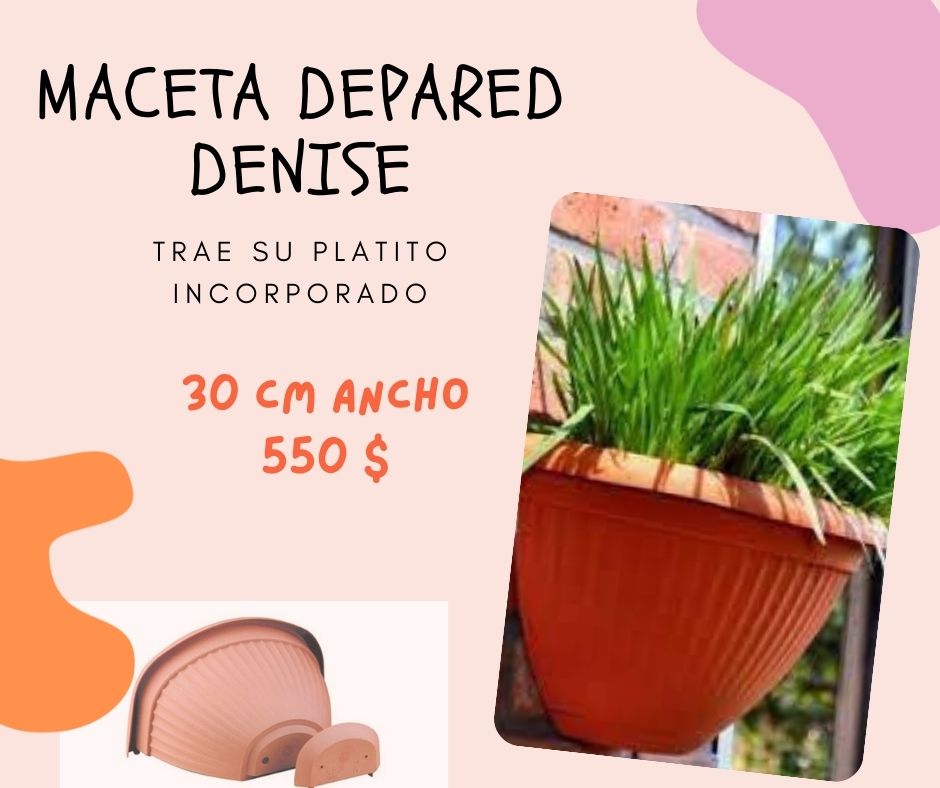 MACETA DEPARED
DENISE
TRAE SU PLATITO
INCORPORADO
30 CM ANCHO
550 $